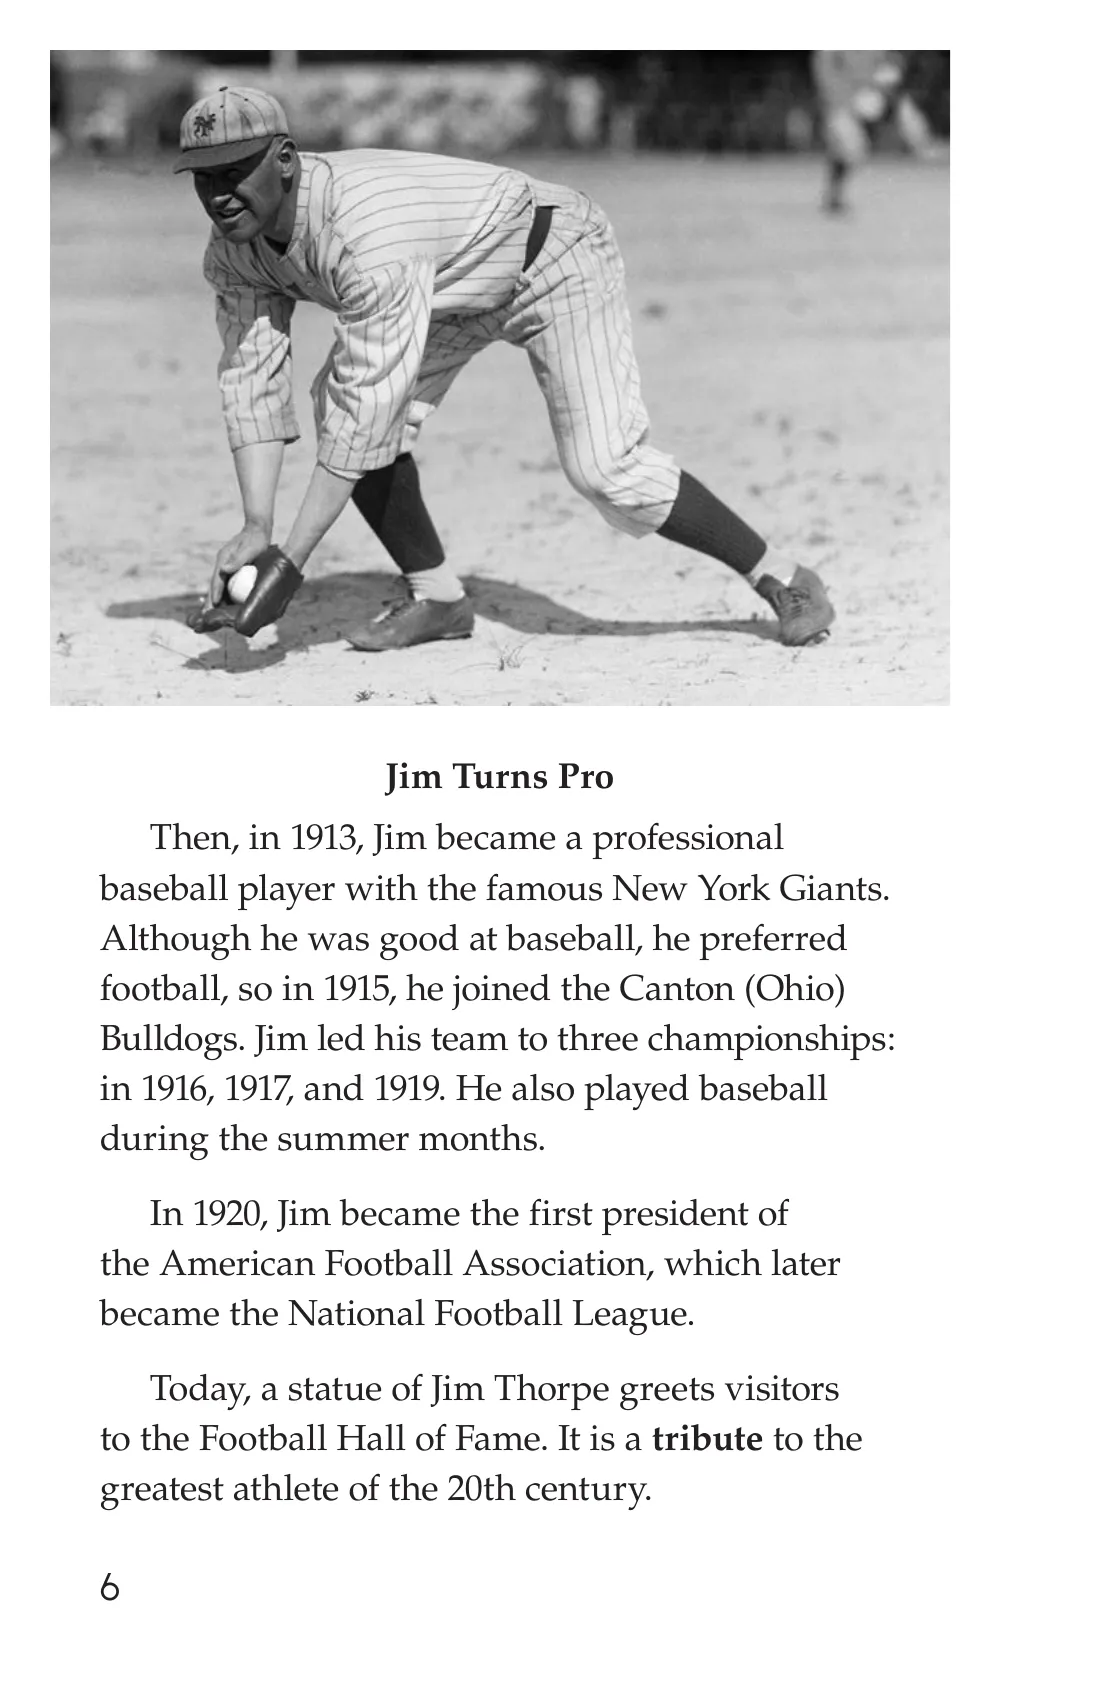 NY
Jim Turns Pro
Then, in 1913, Jim became a professional
baseball player with the famous New York Giants.
Although he was good at baseball, he preferred
football, so in 1915, he joined the Canton (Ohio)
Bulldogs. Jim led his team to three championships:
in 1916, 1917, and 1919. He also played baseball
during the summer months.
In 1920, Jim became the first president of
the American Football Association, which later
became the National Football League.
Today, a statue of Jim Thorpe greets visitors
to the Football Hall of Fame. It is a tribute to the
greatest athlete of the 20th century.
6